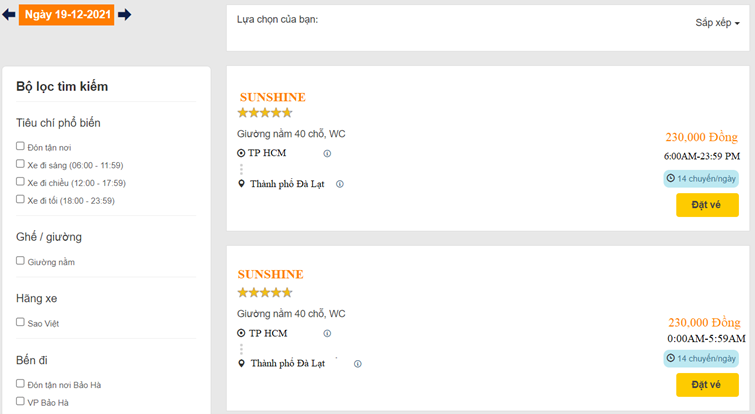 Ngày 19-12-2021
Lựa chọn của bạn:
Sắp xếp
Bộ lọc tìm kiếm
Tiêu chí phổ biến
Đón tận nơi
Xe đi sáng (06:00 - 11:59)
Xe đi chiều (12:00 - 17:59)
Xe đi tối (18:00 - 23:59)
Ghế / giường
Giường nằm
Hãng xe
Sao Việt
Bến đi
Đón tận nơi Bảo Hà
VP Bảo Hà
SUNSHINE
Giường nằm 40 chỗ, WC
TP HCM
Thành phố Đà Lạt
230,000 Đồng
6:00AM-23:59 PM
14 chuyến/ngày
Đặt vé
SUNSHINE
Giường nằm 40 chỗ, WC
TP HCM
Thành phố Đà Lạt
230,000 Đồng
0:00AM-5:59AM
14 chuyến/ngày
Đặt vé